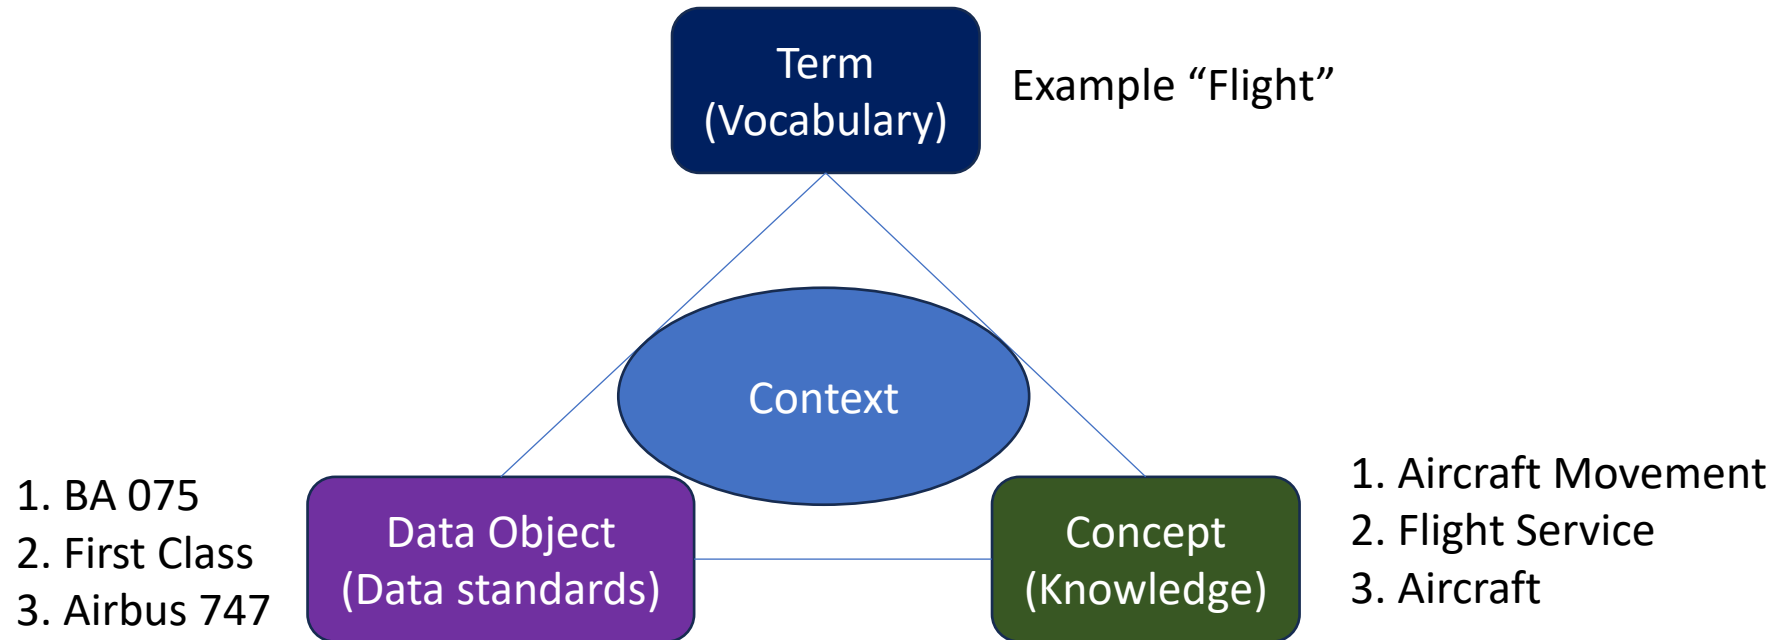 Term
(Vocabulary)
Example “Flight”
Context
1. BA 075
2. First Class
3. Airbus 747
Data Object
(Data standards)
Concept
(Knowledge)
1. Aircraft Movement
2. Flight Service
3. Aircraft